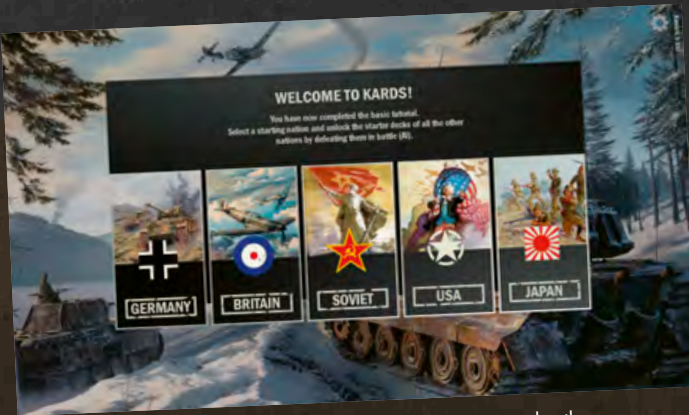 WELCOME TO KARDS!
You have now completed the basic tutorial.
Select a starting nation and unlock the starter decks of all the other
nations by defeating them in battle (AI).
GERMANY
BRITAIN
SOVIET
USA
JAPAN